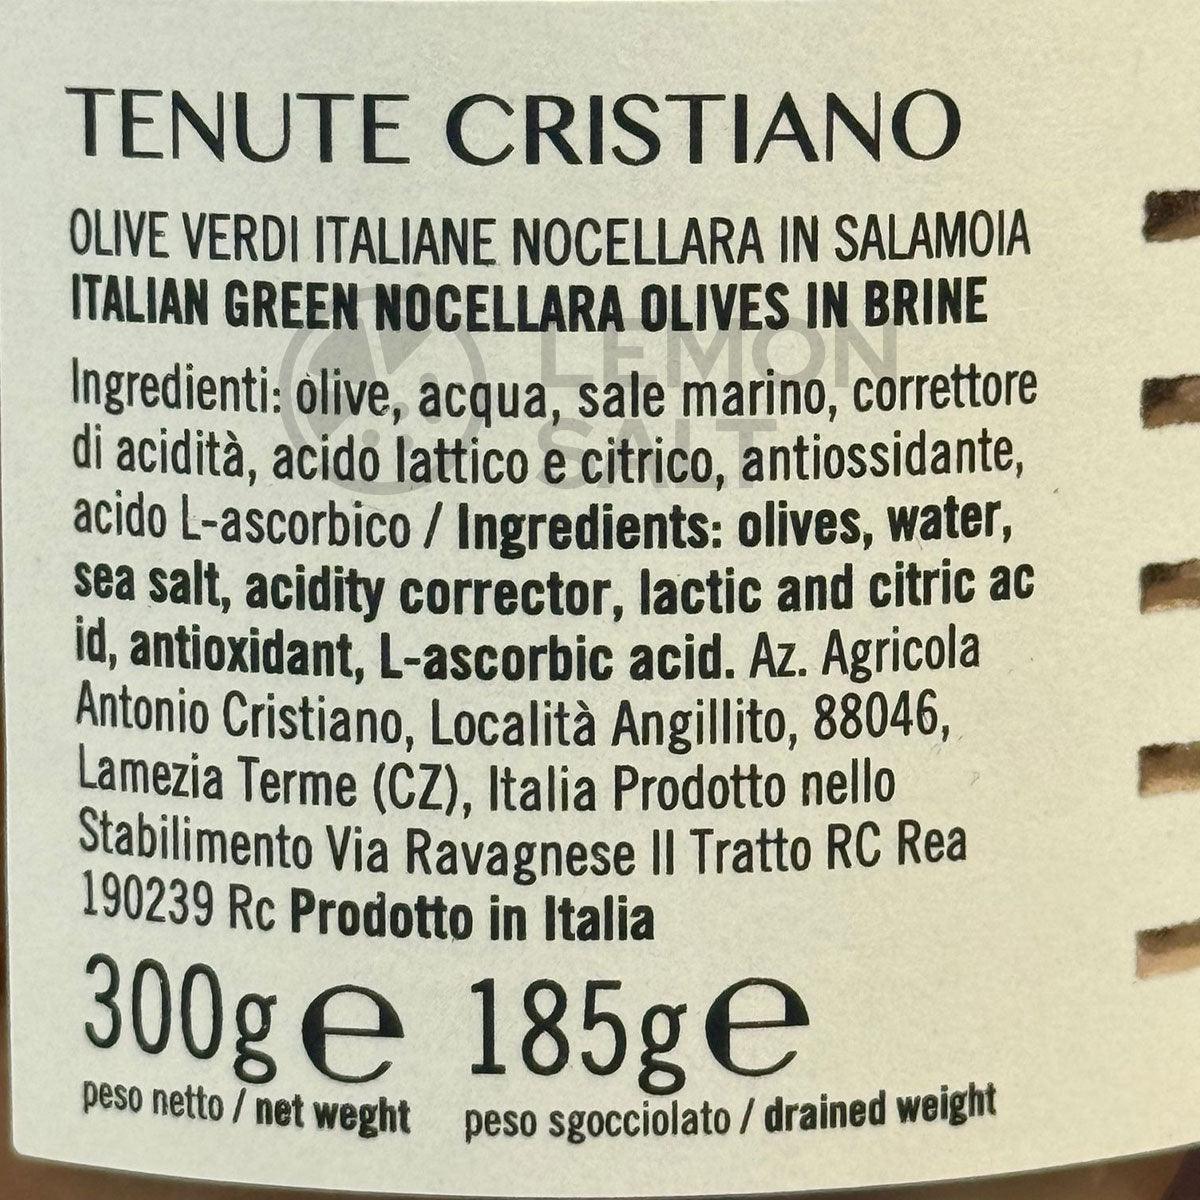 TENUTE CRISTIANO
OLIVE VERDI ITALIANE NOCELLARA IN SALAMOIA
ITALIAN GREEN NOCELLARA OLIVES IN BRINE
LEMON
SALT
Ingredienti: olive, acqua, sale marino, correttore
di acidità, acido lattico e citrico, antiossidante,
acido L-ascorbico / Ingredients: olives, water,
sea salt, acidity corrector, lactic and citric ac
id, antioxidant, L-ascorbic acid. Az. Agricola
Antonio Cristiano, Località Angillito, 88046,
Lamezia Terme (CZ), Italia Prodotto nello
Stabilimento Via Ravagnese II Tratto RC Rea
190239 Rc Prodotto in Italia
300g e 185g e
peso netto / net weght peso sgocciolato / drained weight